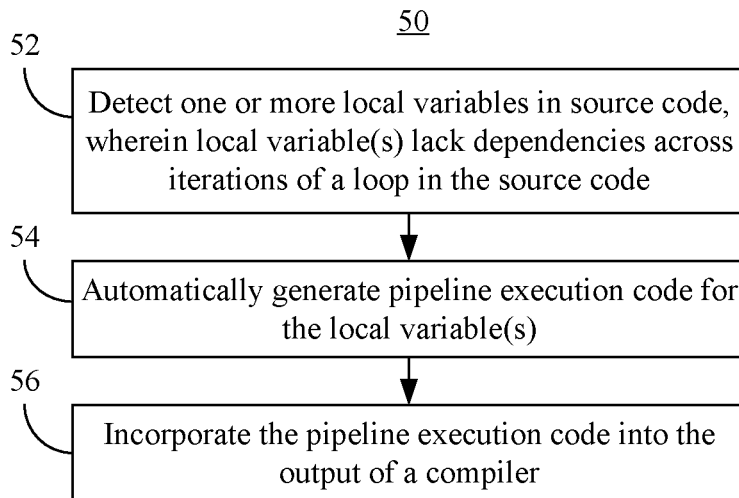 50
52
Detect one or more local variables in source code,
wherein local variable(s) lack dependencies across
iterations of a loop in the source code
54
Automatically generate pipeline execution code for
the local variable(s)
56
Incorporate the pipeline execution code into the
output of a compiler